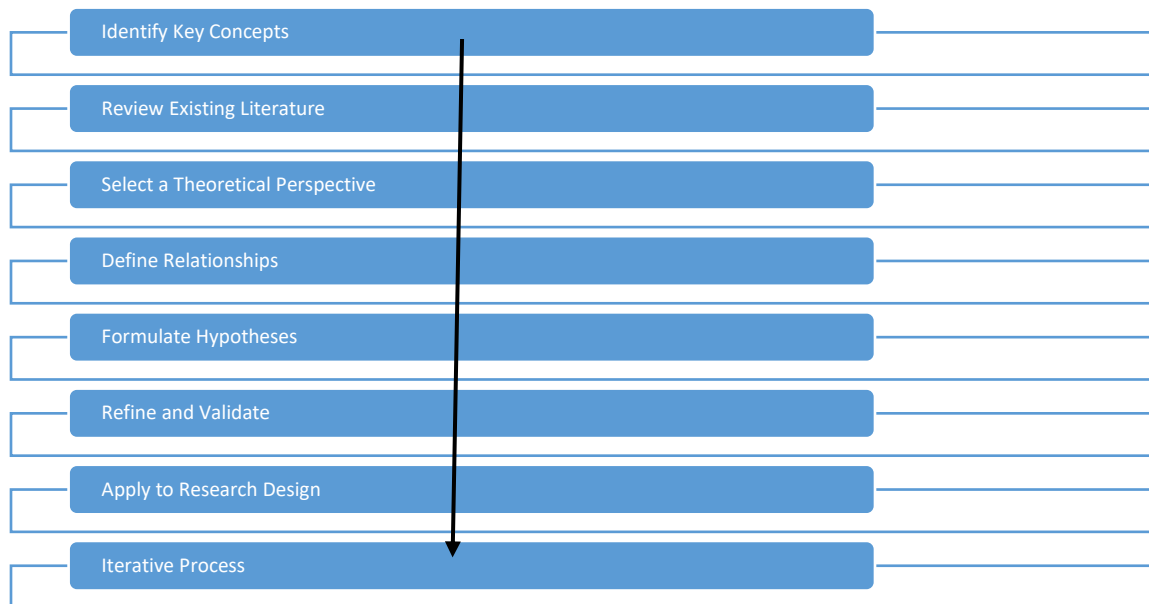 Identify Key Concepts
Review Existing Literature
Select a Theoretical Perspective
Define Relationships
Formulate Hypotheses
Refine and Validate
Apply to Research Design
Iterative Process